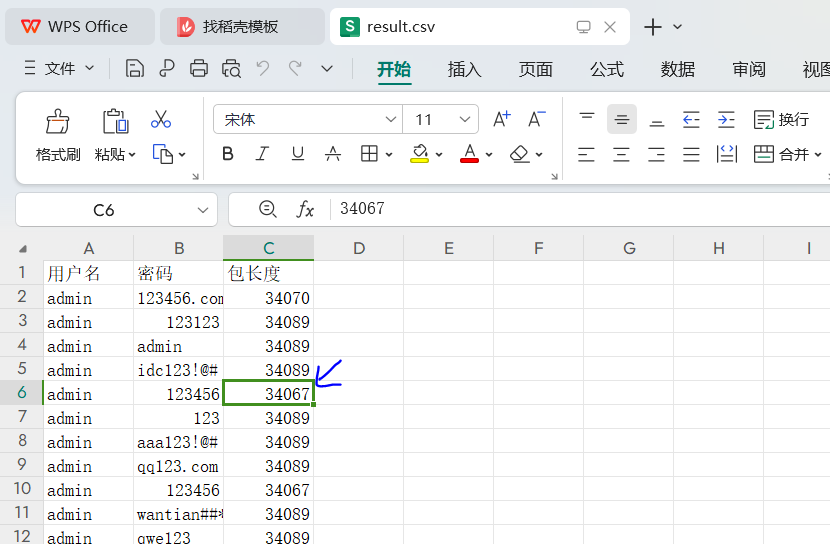 WPS Office 找稻壳模板 result.csv
文件 开始 插入 页面 公式 数据 审阅 视图
宋体 11 换行
格式刷 粘贴 B I U A A 合并
C6 fx 34067
A B C D E F G H I
1 用户名 密码 包长度
2 admin 123456.com 34070
3 admin 123123 34089
4 admin admin 34089
5 admin idc123!@# 34089
6 admin 123456 34067
7 admin 123 34089
8 admin aaa123!@# 34089
9 admin qq123.com 34089
10 admin 123456 34067
11 admin wantian##* 34089
12 admin qwe123 34089